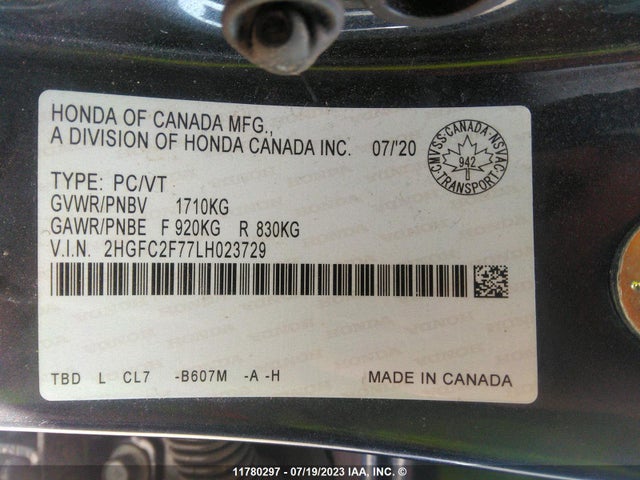 HONDA OF CANADA MFG.,
A DIVISION OF HONDA CANADA INC. 07/'20
CMVSS·CANADA·NSVAC
942
TRANSPORT
TYPE: PC/VT
GVWR/PNBV 1710KG
GAWR/PNBE F 920KG R 830KG
V.I.N. 2HGFC2F77LH023729
TBD L CL7 -B607M -A -H MADE IN CANADA
11780297 - 07/19/2023 IAA, INC. ©